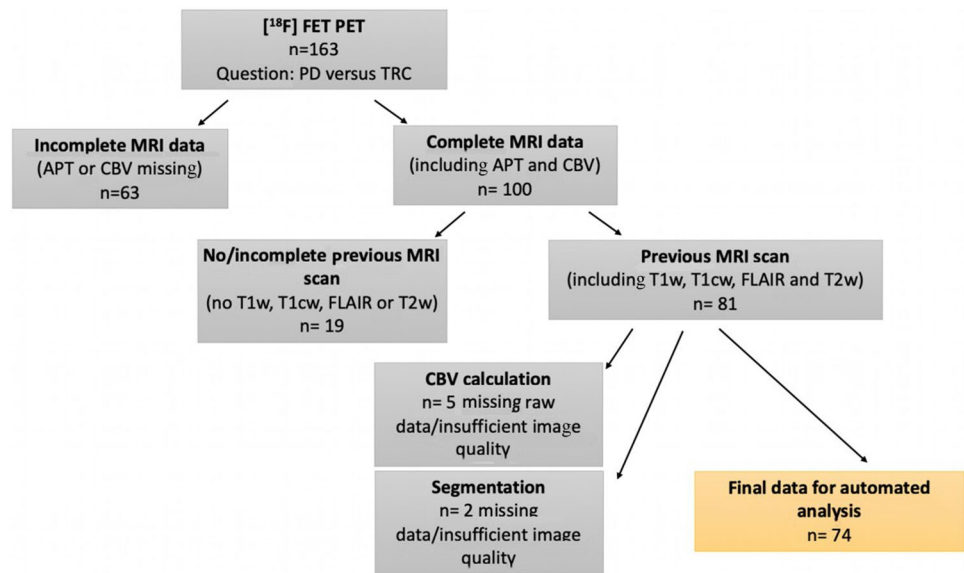 [¹⁸F] FET PET
n=163
Question: PD versus TRC
Incomplete MRI data
(APT or CBV missing)
n=63
Complete MRI data
(including APT and CBV)
n= 100
No/incomplete previous MRI
scan
(no T1w, T1cw, FLAIR or T2w)
n= 19
Previous MRI scan
(including T1w, T1cw, FLAIR and T2w)
n= 81
CBV calculation
n= 5 missing raw
data/insufficient image
quality
Segmentation
n= 2 missing
data/insufficient image
quality
Final data for automated
analysis
n= 74